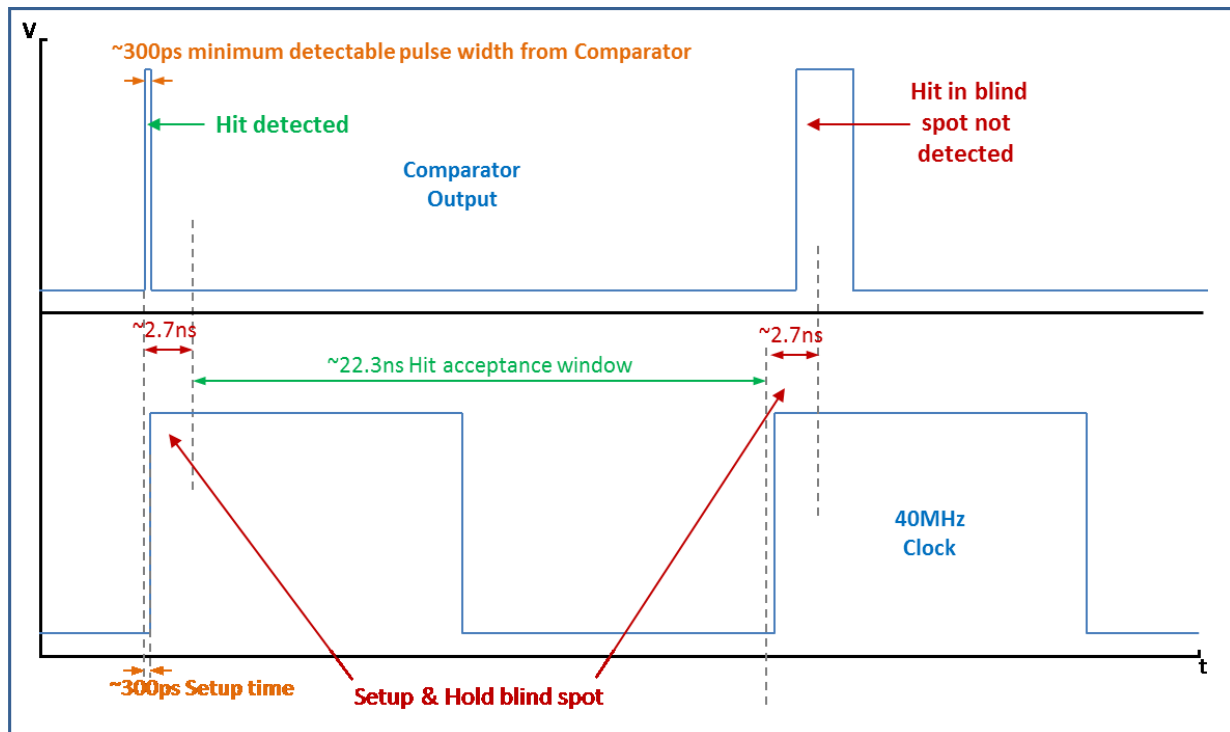 V
~300ps minimum detectable pulse width from Comparator
Hit detected
Hit in blind
spot not
detected
Comparator
Output
~2.7ns
~2.7ns
~22.3ns Hit acceptance window
40MHz
Clock
t
~300ps Setup time
Setup & Hold blind spot